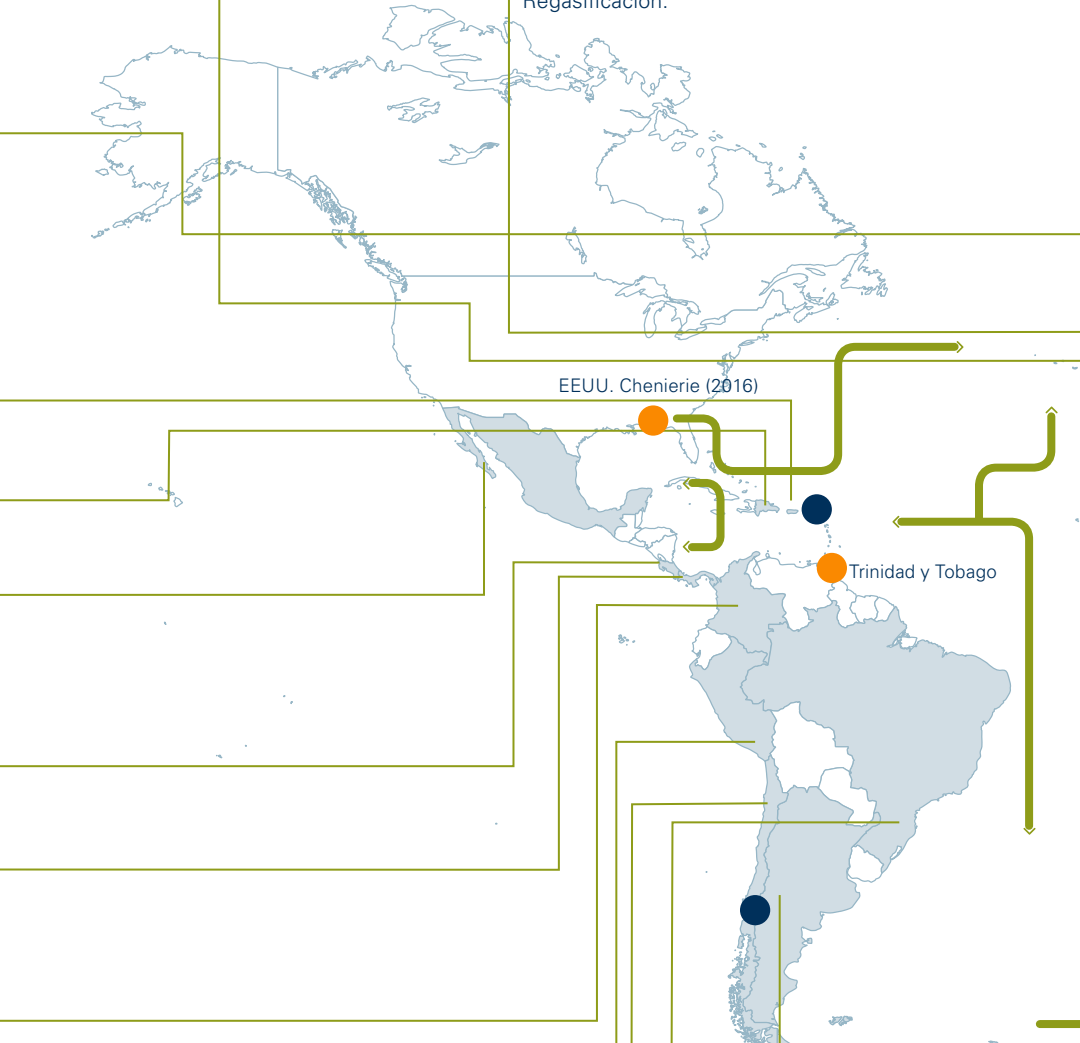 Regasificación.
EEUU. Chenierie (2016)
Trinidad y Tobago